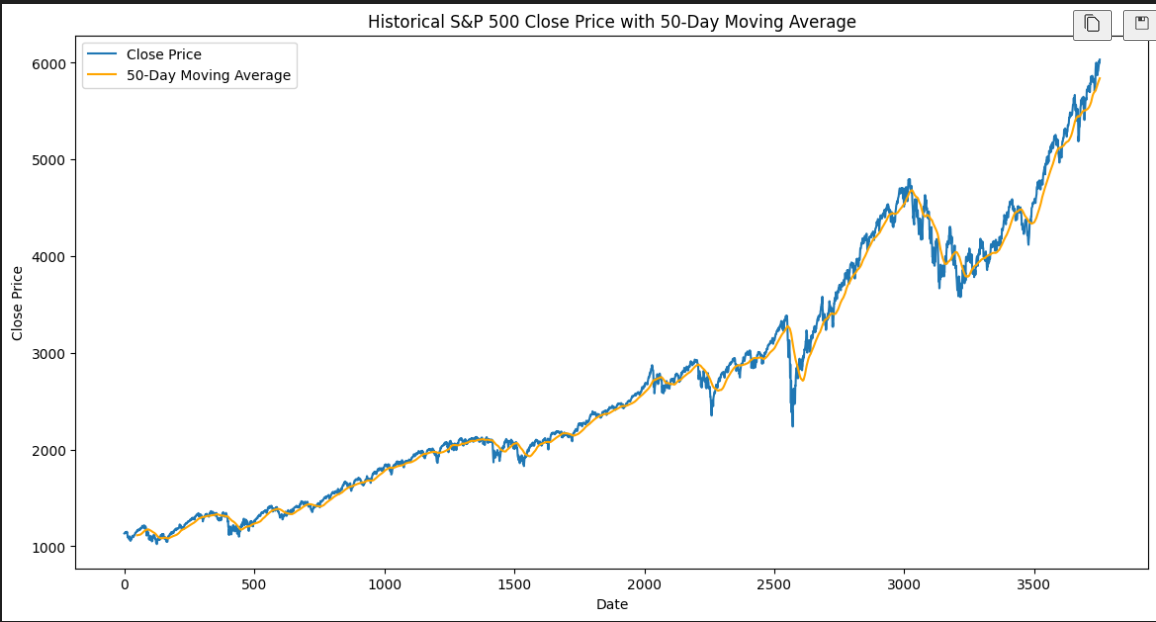 Historical S&P 500 Close Price with 50-Day Moving Average
Close Price
50-Day Moving Average
6000
5000
4000
3000
2000
1000
Close Price
0 500 1000 1500 2000 2500 3000 3500
Date